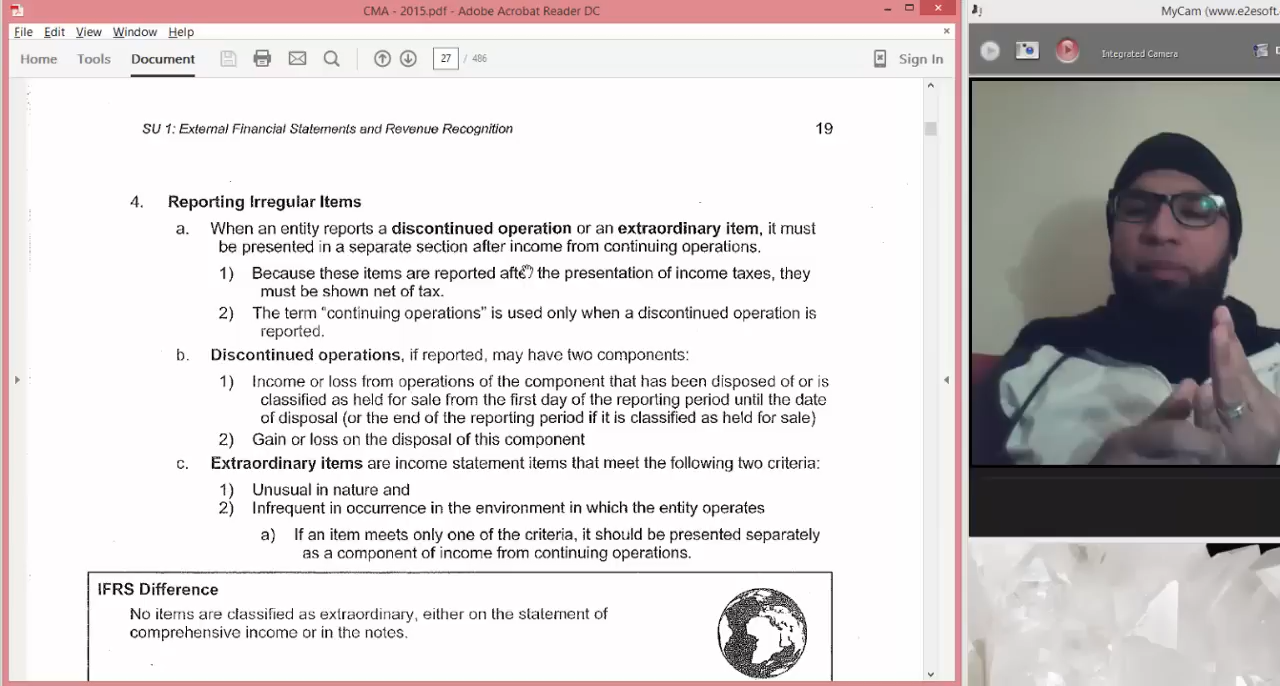 CMA - 2015.pdf - Adobe Acrobat Reader DC
MyCam (www.e2esoft.
File Edit View Window Help
Home Tools Document 27 / 486 Sign In
Integrated Camera
SU 1: External Financial Statements and Revenue Recognition 19
4. Reporting Irregular Items
a. When an entity reports a discontinued operation or an extraordinary item, it must
be presented in a separate section after income from continuing operations.
1) Because these items are reported after the presentation of income taxes, they
must be shown net of tax.
2) The term "continuing operations" is used only when a discontinued operation is
reported.
b. Discontinued operations, if reported, may have two components:
1) Income or loss from operations of the component that has been disposed of or is
classified as held for sale from the first day of the reporting period until the date
of disposal (or the end of the reporting period if it is classified as held for sale)
2) Gain or loss on the disposal of this component
c. Extraordinary items are income statement items that meet the following two criteria:
1) Unusual in nature and
2) Infrequent in occurrence in the environment in which the entity operates
a) If an item meets only one of the criteria, it should be presented separately
as a component of income from continuing operations.
IFRS Difference
No items are classified as extraordinary, either on the statement of
comprehensive income or in the notes.